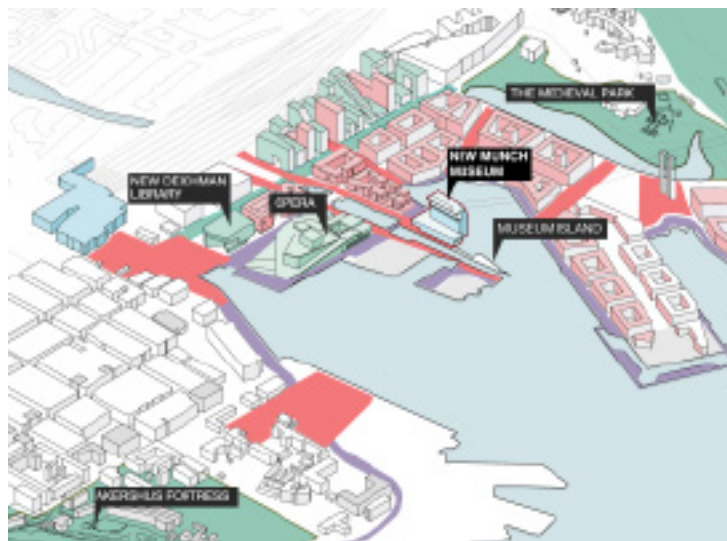 THE MEDIEVAL PARK
NEW MUNCH
MUSEUM
NEW DEICHMAN
LIBRARY
OPERA
MUSEUM ISLAND
AKERSHUS FORTRESS